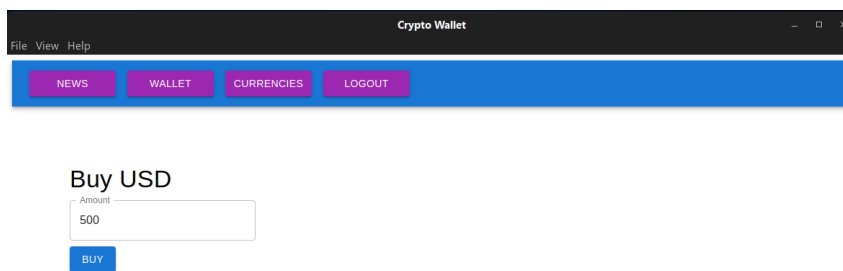 Crypto Wallet
File View Help
NEWS WALLET CURRENCIES LOGOUT
Buy USD
Amount
500
BUY